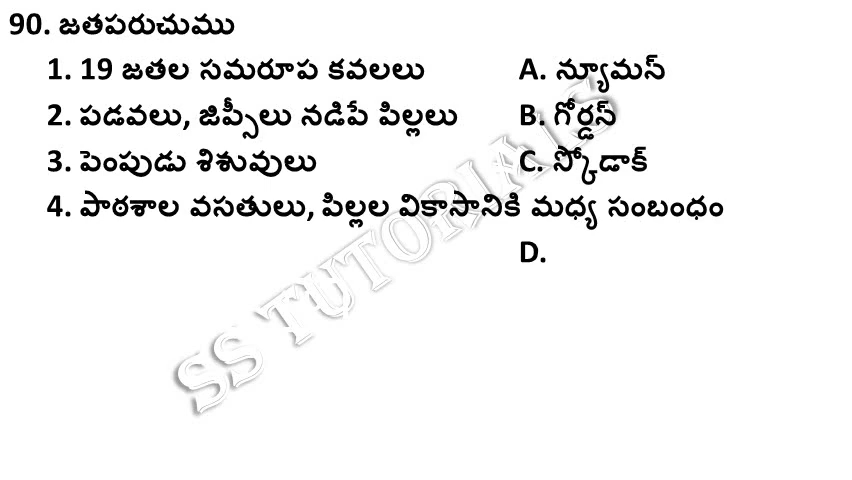 90. జతపరుచుము
1. 19 జతల సమరూప కవలలు A. న్యూమన్
2. పడవలు, జిప్సీలు నడిపే పిల్లలు B. గోర్డన్
3. పెంపుడు శిశువులు C. స్కోడాక్
4. పాఠశాల వసతులు, పిల్లల వికాసానికి మధ్య సంబంధం
D.
SS TUTORIALS